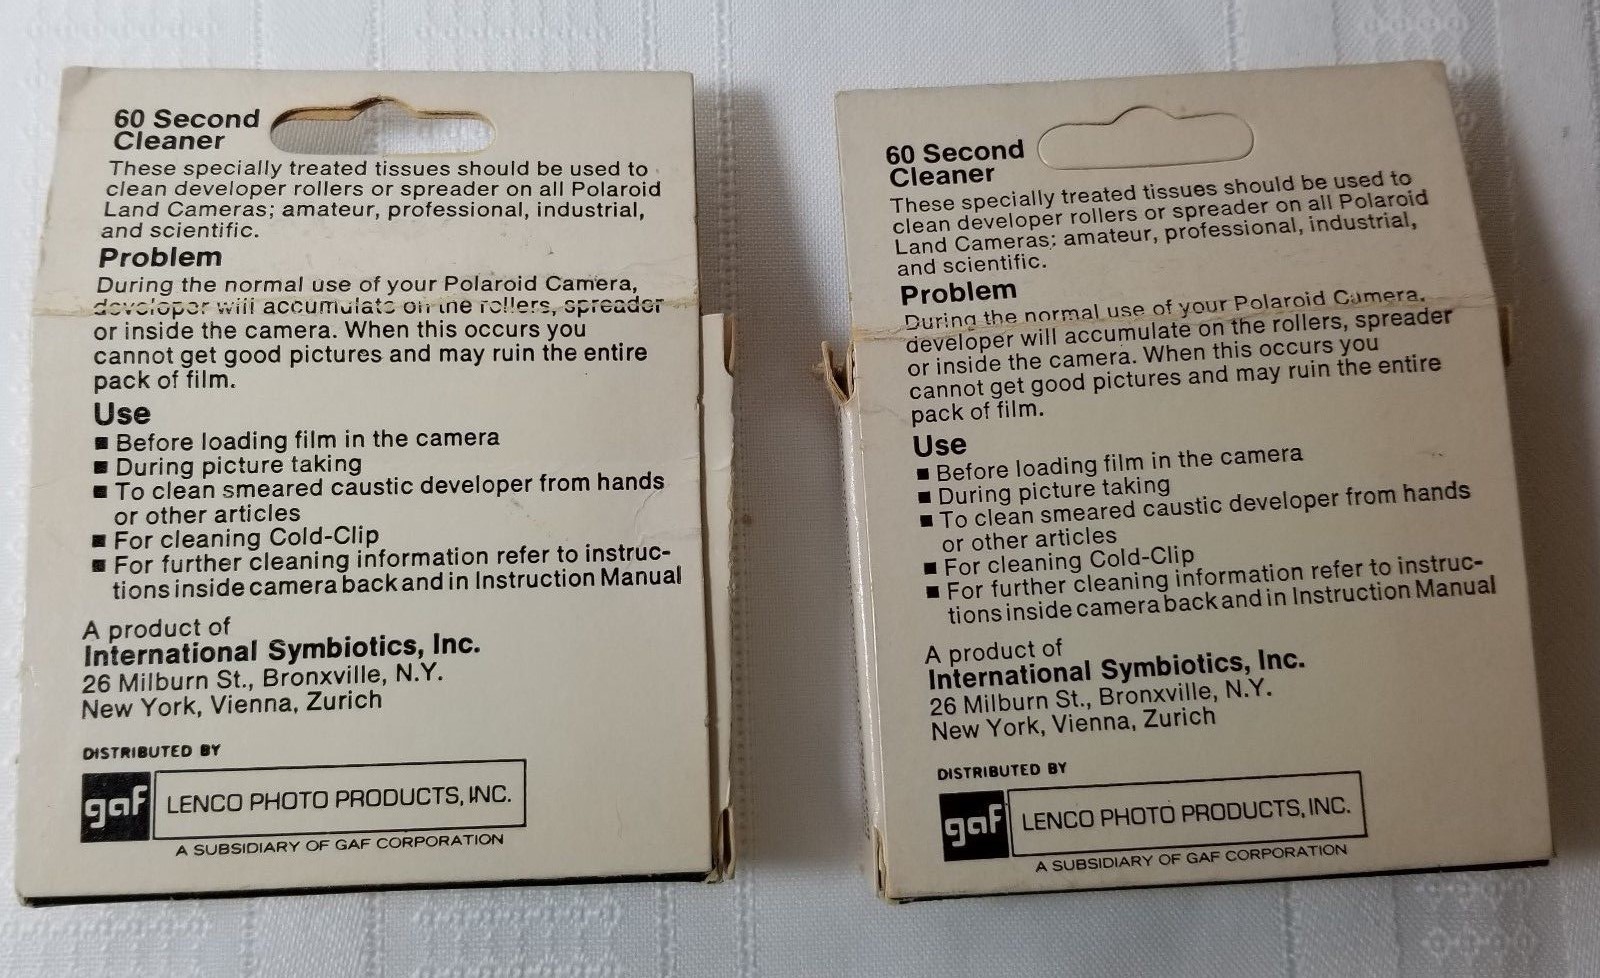 60 Second
Cleaner
These specially treated tissues should be used to
clean developer rollers or spreader on all Polaroid
Land Cameras; amateur, professional, industrial,
and scientific.
Problem
During the normal use of your Polaroid Camera,
developer will accumulate on the rollers, spreader
or inside the camera. When this occurs you
cannot get good pictures and may ruin the entire
pack of film.
Use
■ Before loading film in the camera
■ During picture taking
■ To clean smeared caustic developer from hands
or other articles
■ For cleaning Cold-Clip
■ For further cleaning information refer to instruc-
tions inside camera back and in Instruction Manual
A product of
International Symbiotics, Inc.
26 Milburn St., Bronxville, N.Y.
New York, Vienna, Zurich
DISTRIBUTED BY
gaf LENCO PHOTO PRODUCTS, INC.
A SUBSIDIARY OF GAF CORPORATION
60 Second
Cleaner
These specially treated tissues should be used to
clean developer rollers or spreader on all Polaroid
Land Cameras; amateur, professional, industrial,
and scientific.
Problem
During the normal use of your Polaroid Camera.
developer will accumulate on the rollers, spreader
or inside the camera. When this occurs you
cannot get good pictures and may ruin the entire
pack of film.
Use
■ Before loading film in the camera
■ During picture taking
■ To clean smeared caustic developer from hands
or other articles
■ For cleaning Cold-Clip
■ For further cleaning information refer to instruc-
tions inside camera back and in Instruction Manual
A product of
International Symbiotics, Inc.
26 Milburn St., Bronxville, N.Y.
New York, Vienna, Zurich
DISTRIBUTED BY
gaf LENCO PHOTO PRODUCTS, INC.
A SUBSIDIARY OF GAF CORPORATION